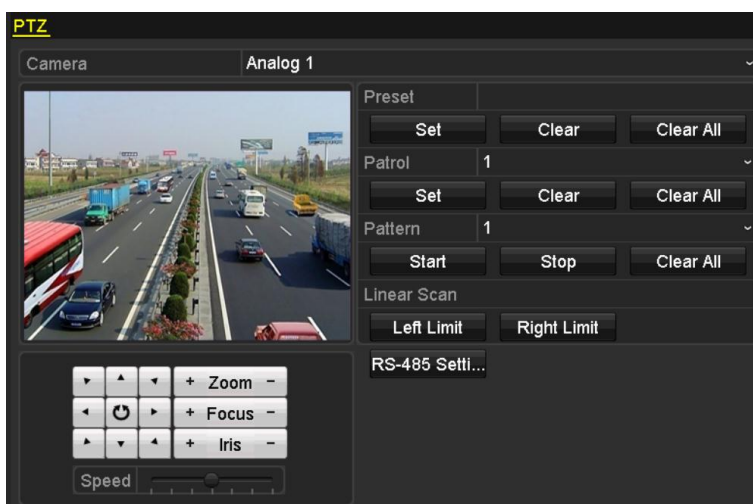 PTZ
Camera Analog 1
Preset
Set Clear Clear All
Patrol 1
Set Clear Clear All
Pattern 1
Start Stop Clear All
Linear Scan
Left Limit Right Limit
RS-485 Setti...
+ Zoom −
+ Focus −
+ Iris −
Speed